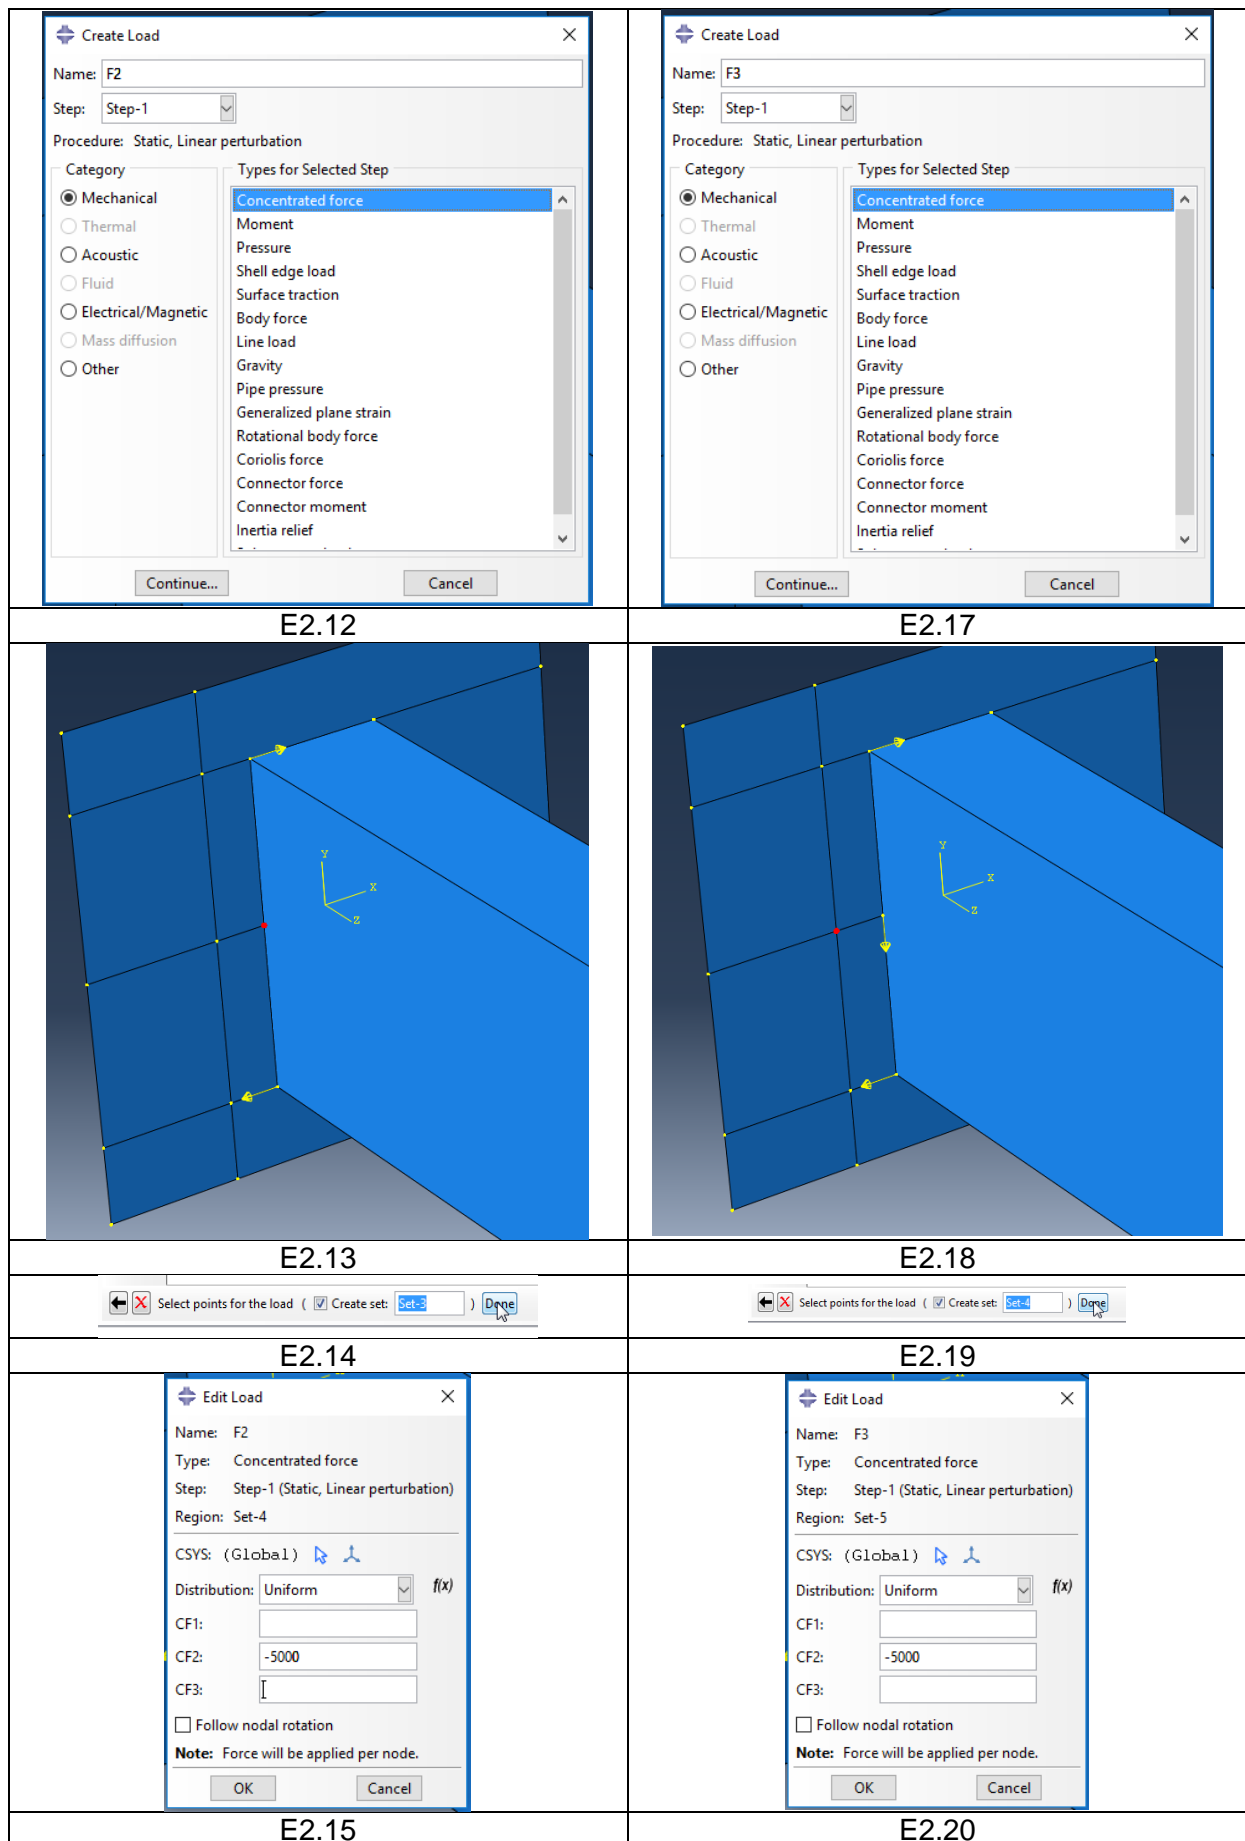 Create Load
Name: F2
Step: Step-1
Procedure: Static, Linear perturbation
Category
Types for Selected Step
Mechanical
Thermal
Acoustic
Fluid
Electrical/Magnetic
Mass diffusion
Other
Concentrated force
Moment
Pressure
Shell edge load
Surface traction
Body force
Line load
Gravity
Pipe pressure
Generalized plane strain
Rotational body force
Coriolis force
Connector force
Connector moment
Inertia relief
Continue...
Cancel
Create Load
Name: F3
Step: Step-1
Procedure: Static, Linear perturbation
Category
Types for Selected Step
Mechanical
Thermal
Acoustic
Fluid
Electrical/Magnetic
Mass diffusion
Other
Concentrated force
Moment
Pressure
Shell edge load
Surface traction
Body force
Line load
Gravity
Pipe pressure
Generalized plane strain
Rotational body force
Coriolis force
Connector force
Connector moment
Inertia relief
Continue...
Cancel
E2.12
E2.17
Y
X
Z
Y
X
Z
E2.13
E2.18
Select points for the load ( Create set: Set-3 ) Done
Select points for the load ( Create set: Set-4 ) Done
E2.14
E2.19
Edit Load
Name: F2
Type: Concentrated force
Step: Step-1 (Static, Linear perturbation)
Region: Set-4
CSYS: (Global)
Distribution: Uniform f(x)
CF1:
CF2: -5000
CF3:
Follow nodal rotation
Note: Force will be applied per node.
OK
Cancel
Edit Load
Name: F3
Type: Concentrated force
Step: Step-1 (Static, Linear perturbation)
Region: Set-5
CSYS: (Global)
Distribution: Uniform f(x)
CF1:
CF2: -5000
CF3:
Follow nodal rotation
Note: Force will be applied per node.
OK
Cancel
E2.15
E2.20